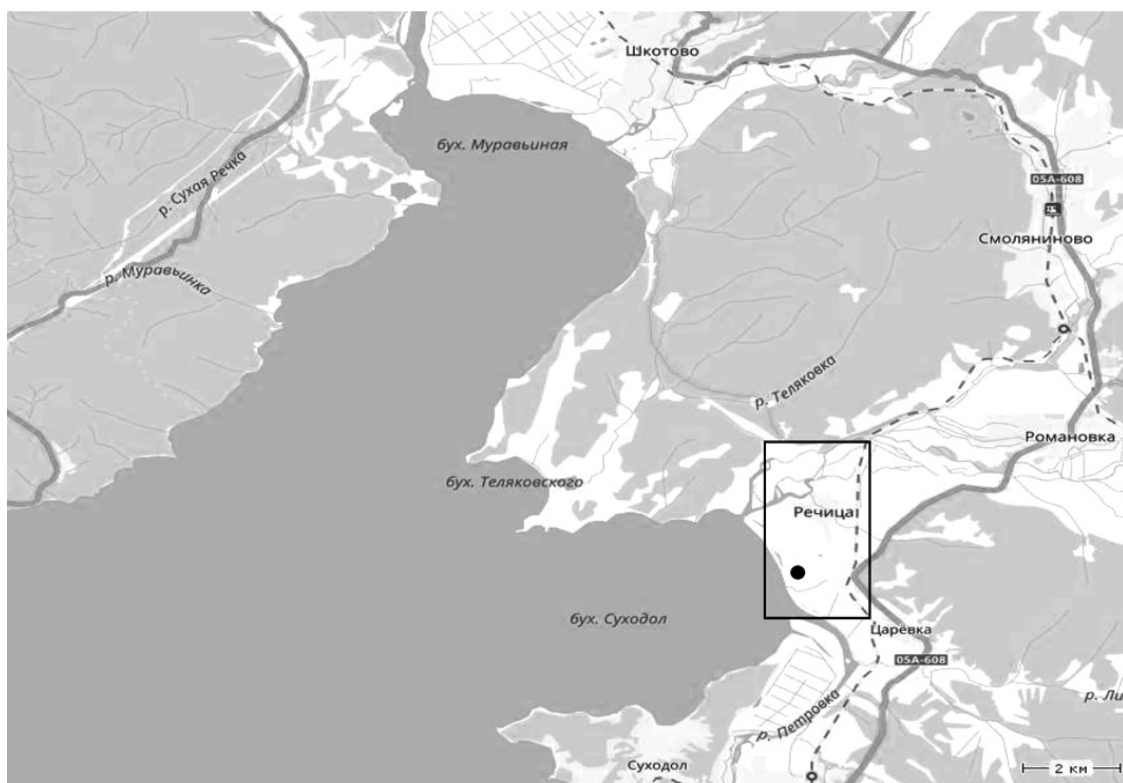 Шкотово
бух. Муравьиная
р. Сухая Речка
05А-608
Смоляниново
р. Муравьинка
р. Теляковка
Романовка
бух. Теляковского
Речица
бух. Суходол
Царёвка
05А-608
р. Ли
р. Петровка
Суходол
2 км